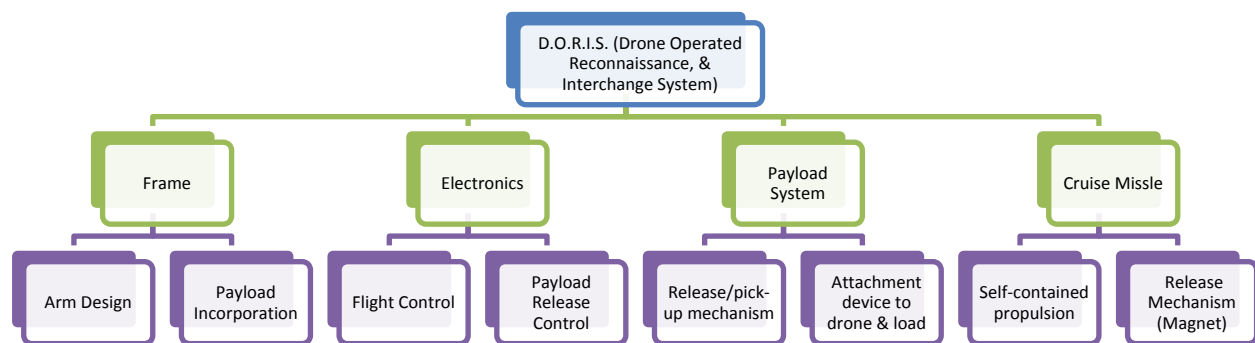 D.O.R.I.S. (Drone Operated
Reconnaissance, &
Interchange System)
Frame
Electronics
Payload
System
Cruise Missle
Arm Design
Payload
Incorporation
Flight Control
Payload
Release
Control
Release/pick-
up mechanism
Attachment
device to
drone & load
Self-contained
propulsion
Release
Mechanism
(Magnet)